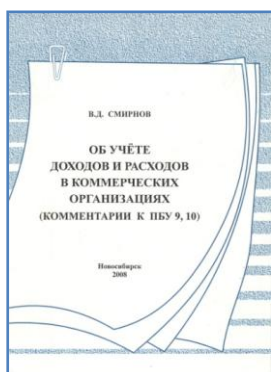 В.Д. СМИРНОВ
ОБ УЧЁТЕ
ДОХОДОВ И РАСХОДОВ
В КОММЕРЧЕСКИХ
ОРГАНИЗАЦИЯХ
(КОММЕНТАРИИ К ПБУ 9, 10)
Новосибирск
2008